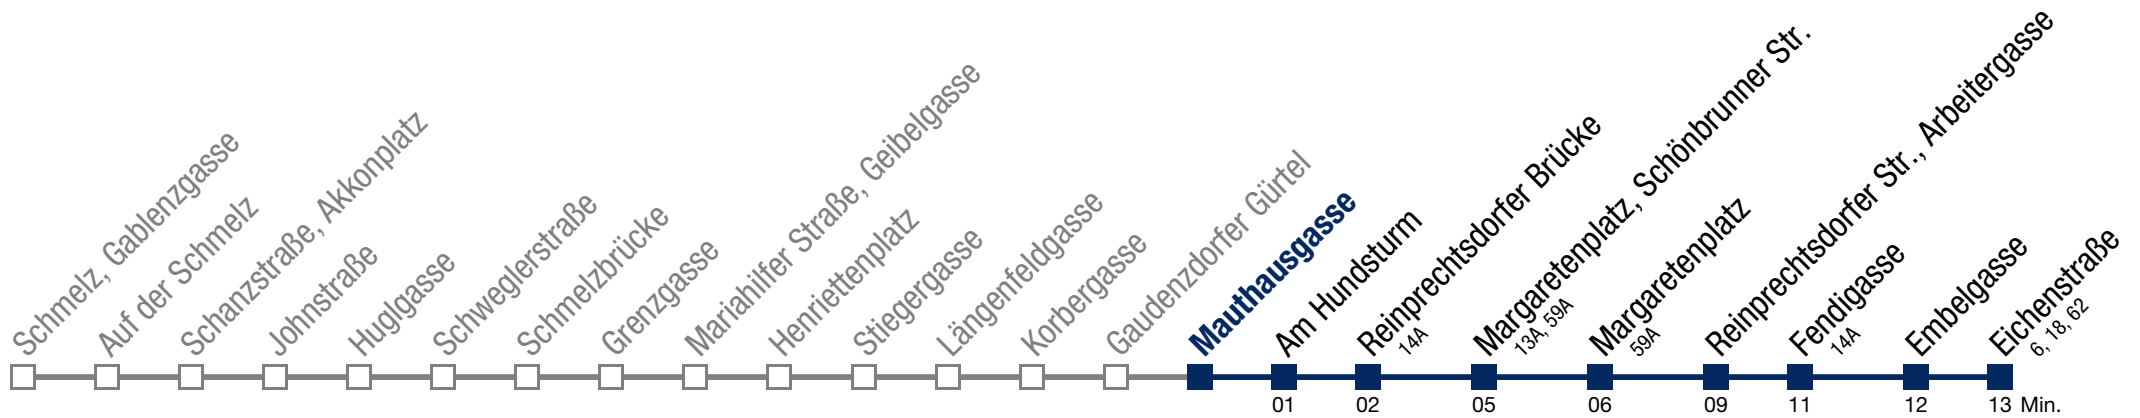 Schmelz, Gablenzgasse
Auf der Schmelz
Schanzstraße, Akkonplatz
Johnstraße
Huglgasse
Schweglerstraße
Schmelzbrücke
Grenzgasse
Mariahilfer Straße, Geibelgasse
Henriettenplatz
Stiegergasse
Längenfeldgasse
Korbergasse
Gaudenzdorfer Gürtel
Mauthausgasse
Am Hundsturm
Reinprechtsdorfer Brücke
14A
Margaretenplatz, Schönbrunner Str.
13A, 59A
Margaretenplatz
59A
Reinprechtsdorfer Str., Arbeitergasse
Fendigasse
14A
Embelgasse
Eichenstraße
6, 18, 62
01 02 05 06 09 11 12 13 Min.